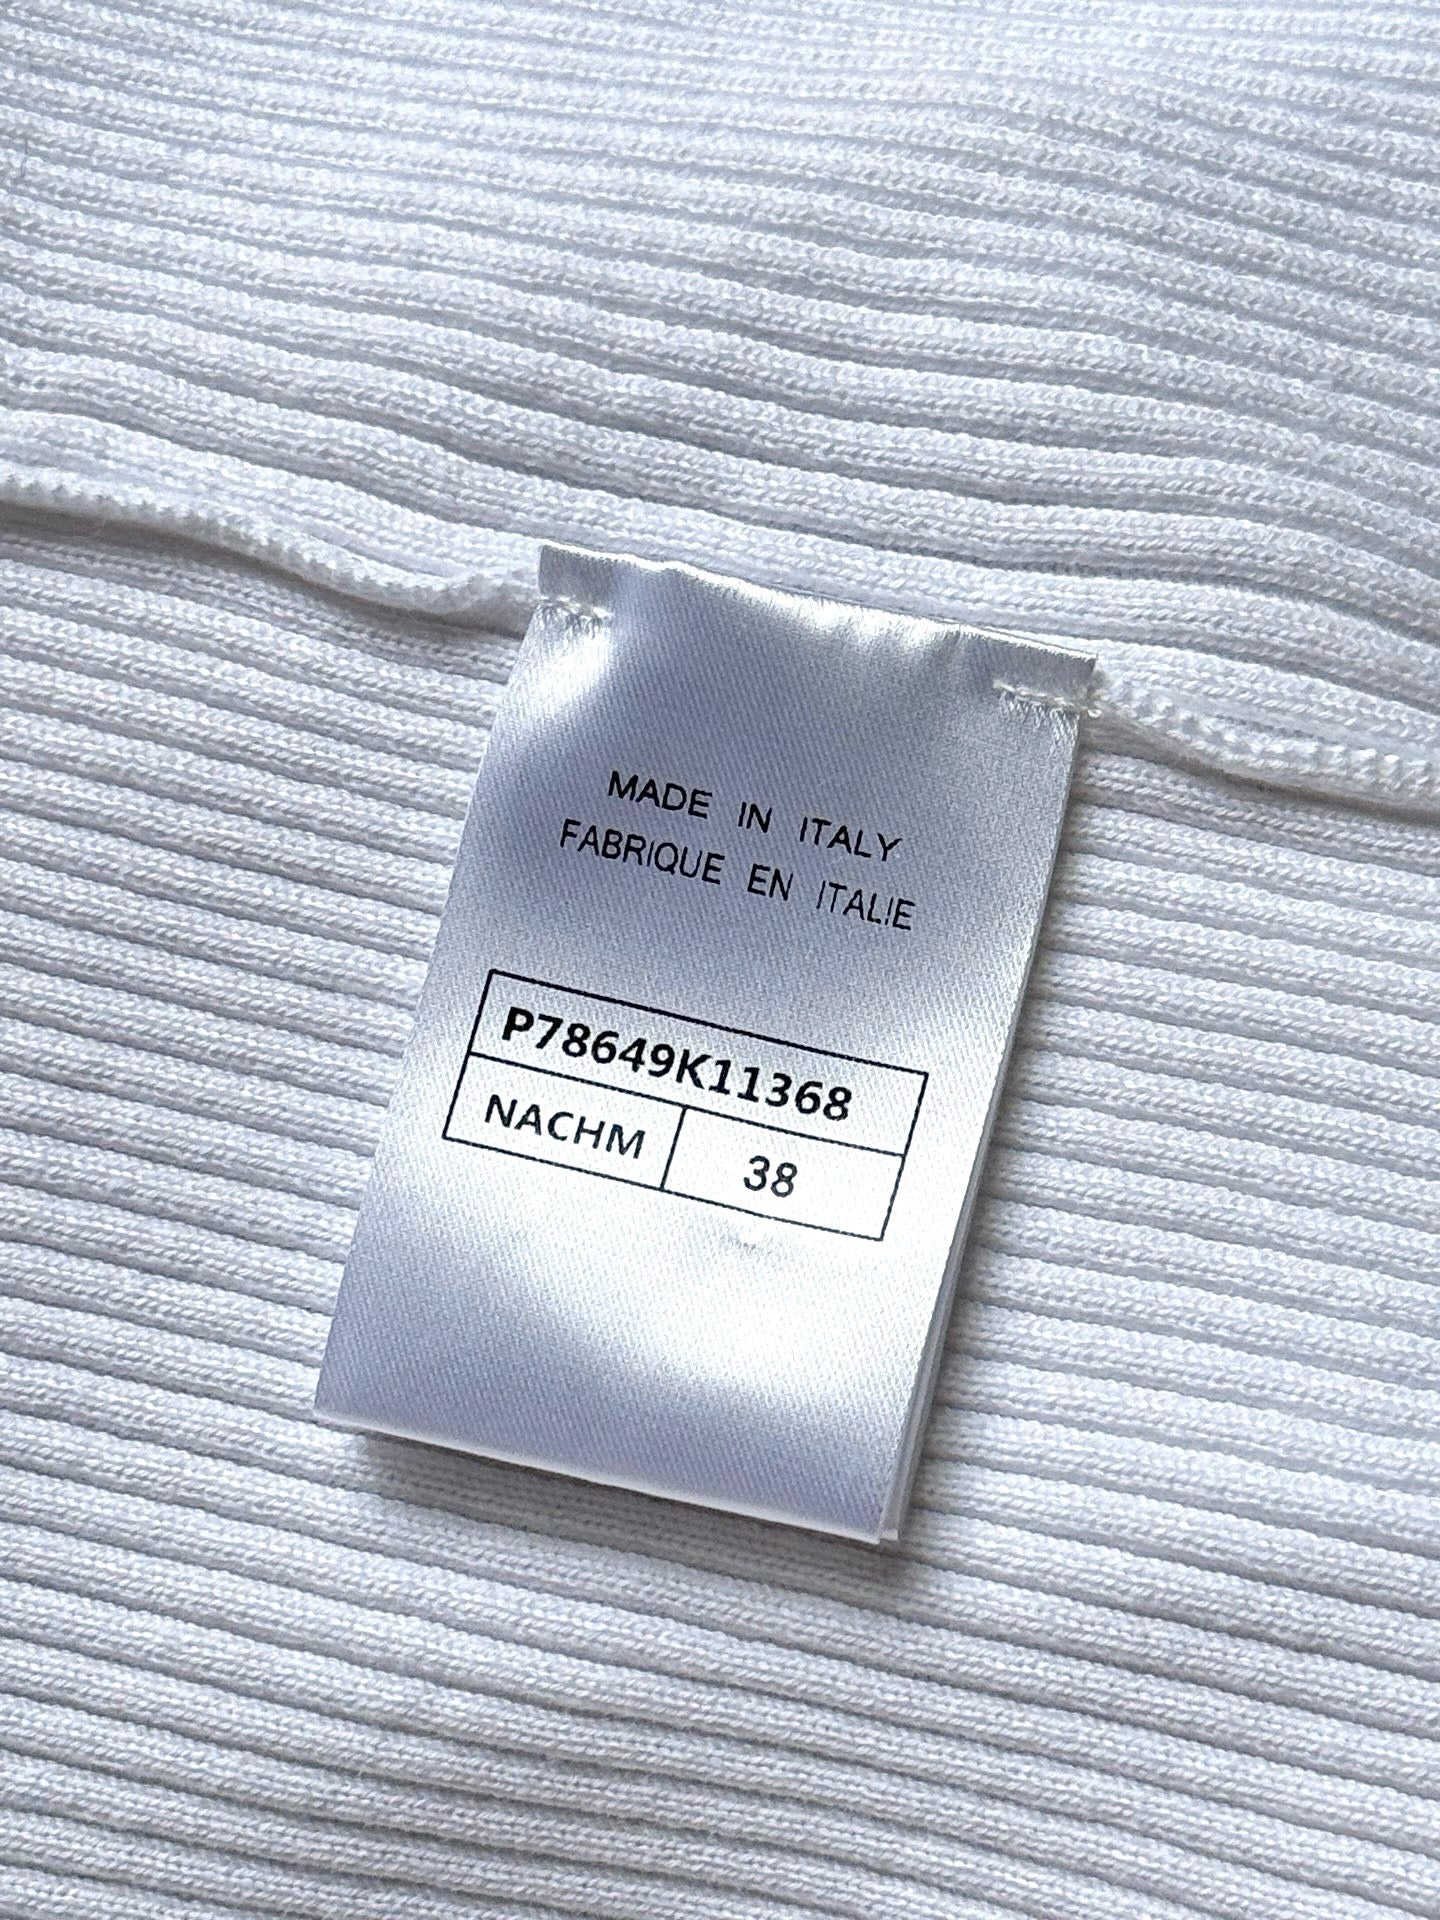 MADE IN ITALY
FABRIQUE EN ITALIE
P78649K11368
NACHM 38